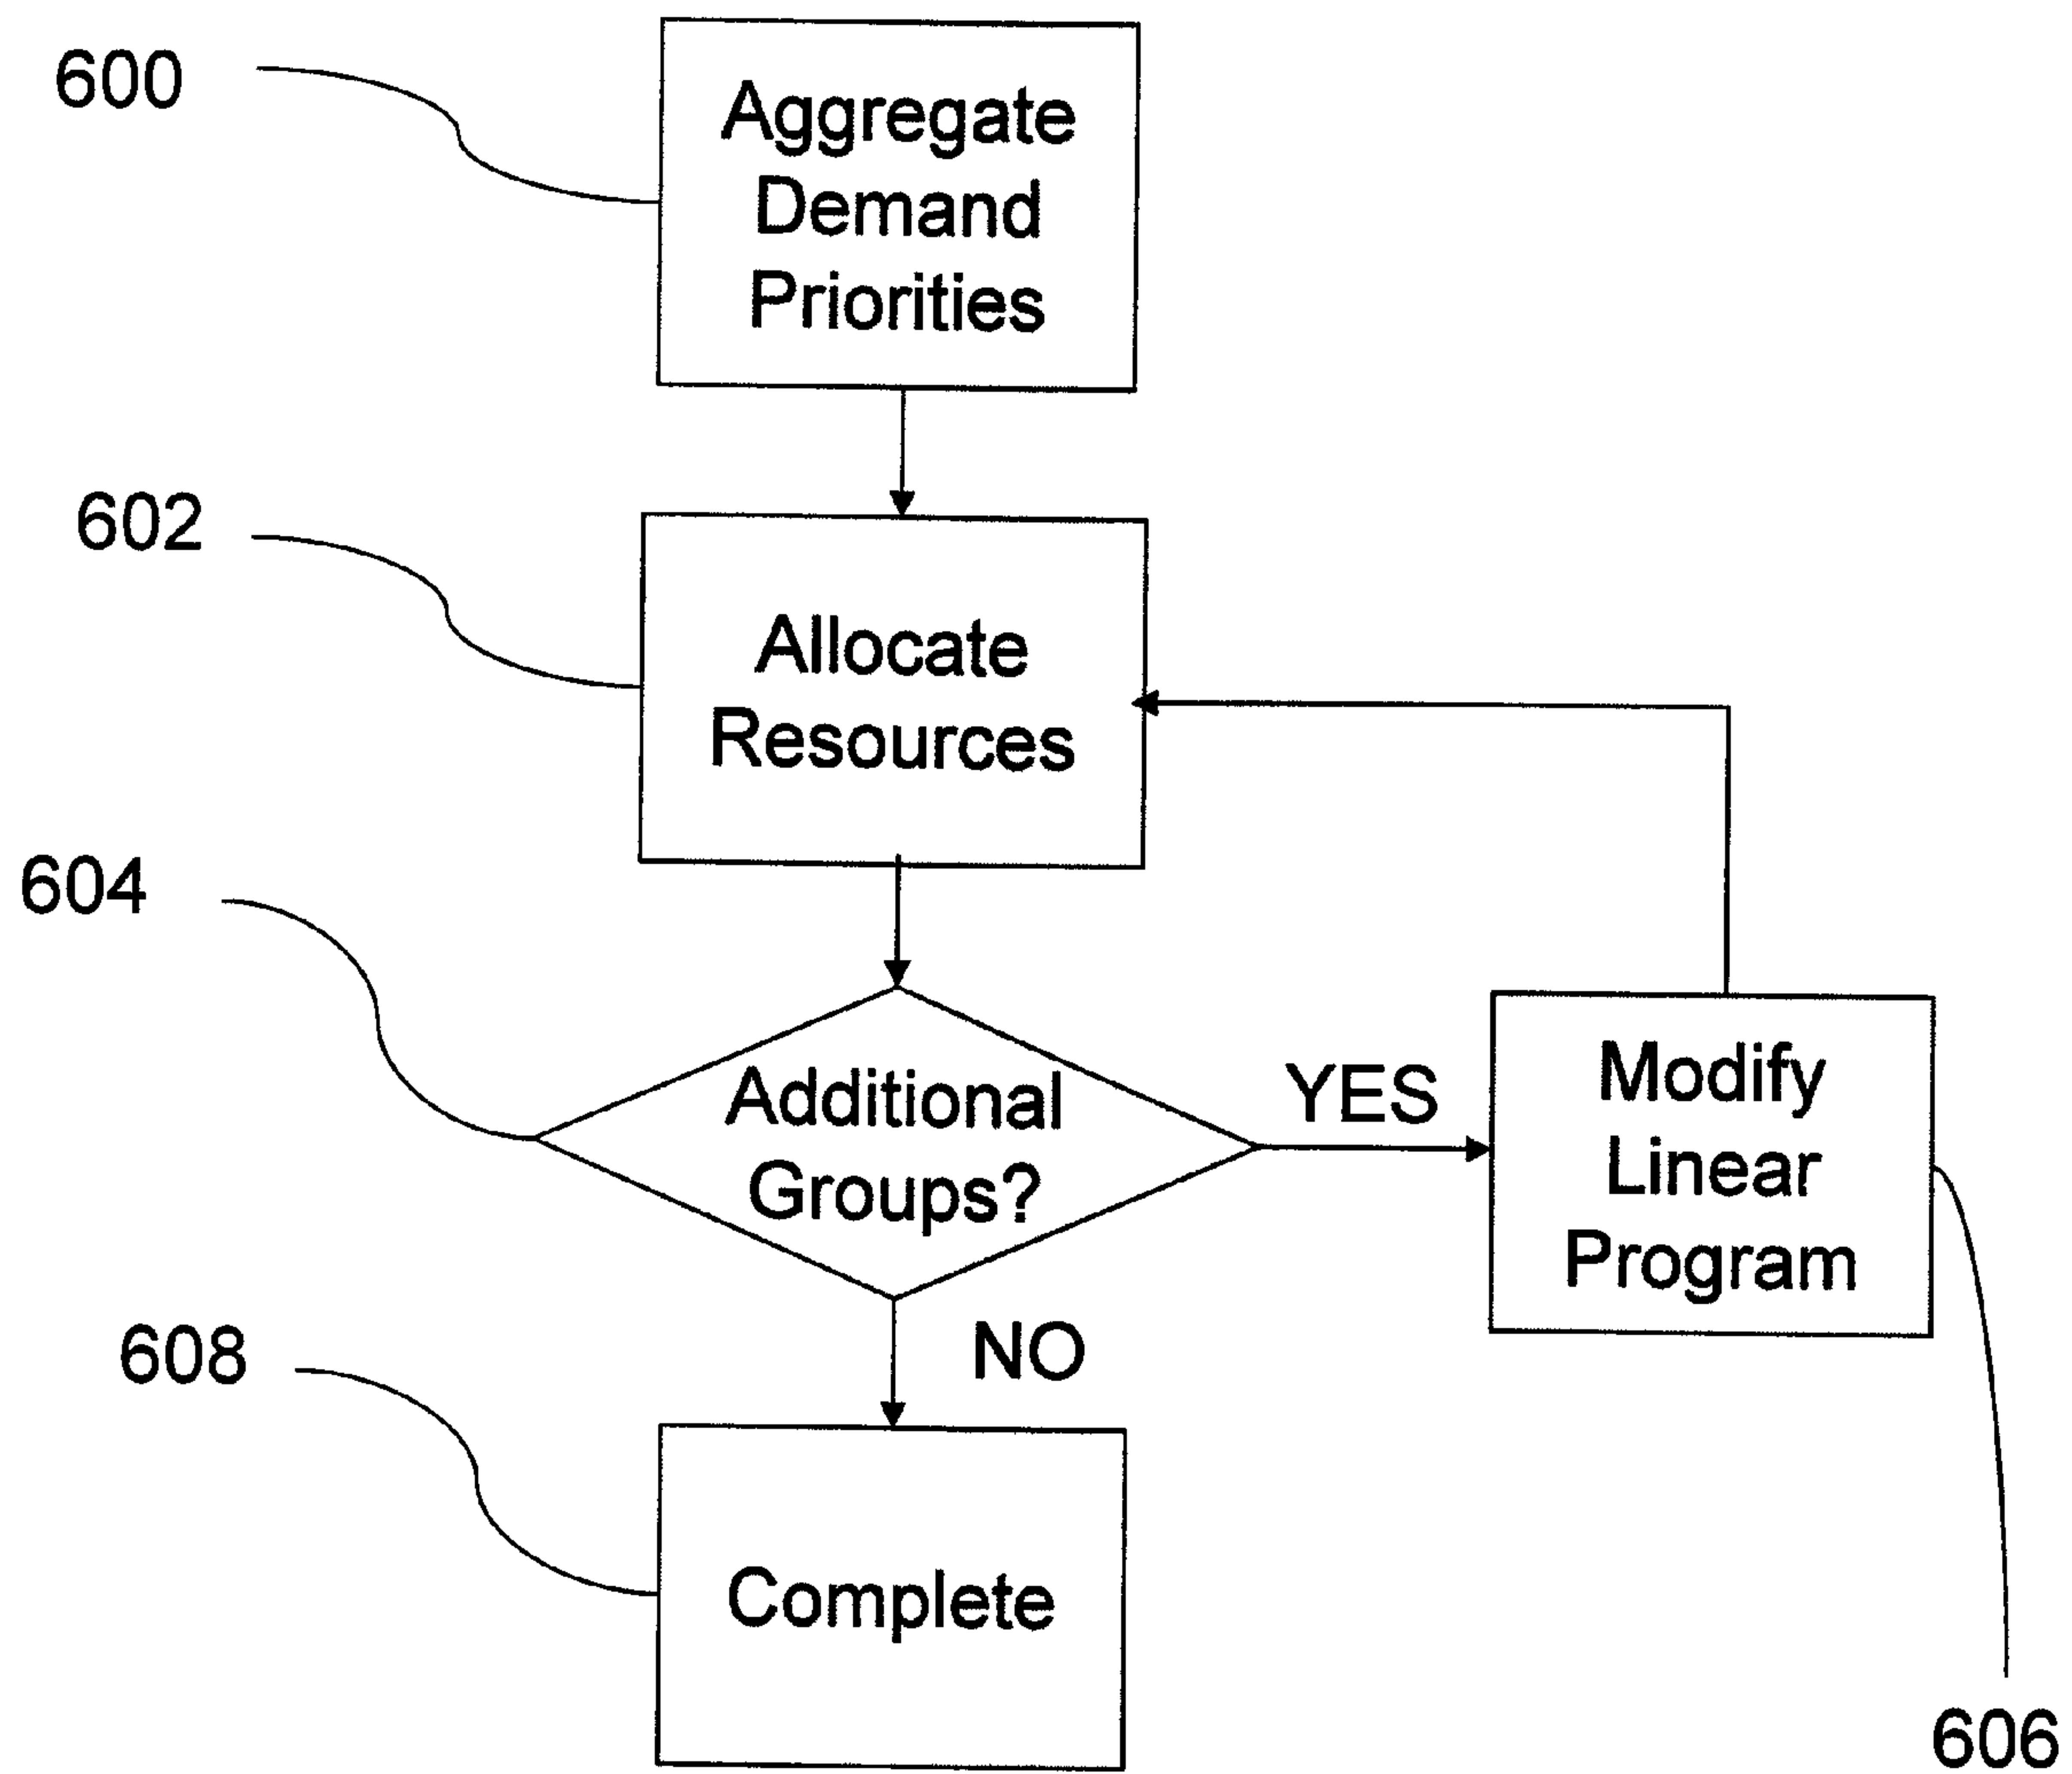 600
Aggregate
Demand
Priorities
602
Allocate
Resources
604
Additional
Groups?
YES
Modify
Linear
Program
608
NO
Complete
606